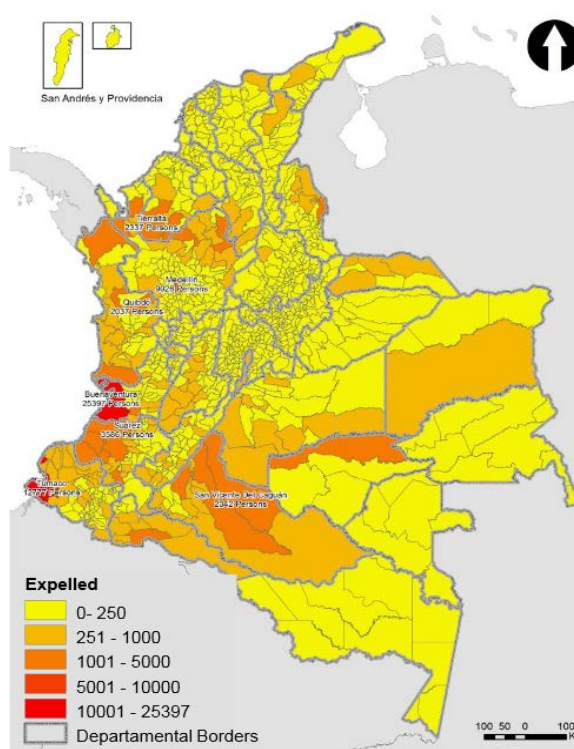 San Andrés y Providencia
Tierralta
2337 Persons
Medellín
9028 Persons
Quibdó
2037 Persons
Buenaventura
25397 Persons
Suárez
3586 Persons
Tumaco
Persons
San Vicente Del Caguán
2042 Persons
Expelled
0- 250
251 - 1000
1001 - 5000
5001 - 10000
10001 - 25397
Departamental Borders
100 50 0 100